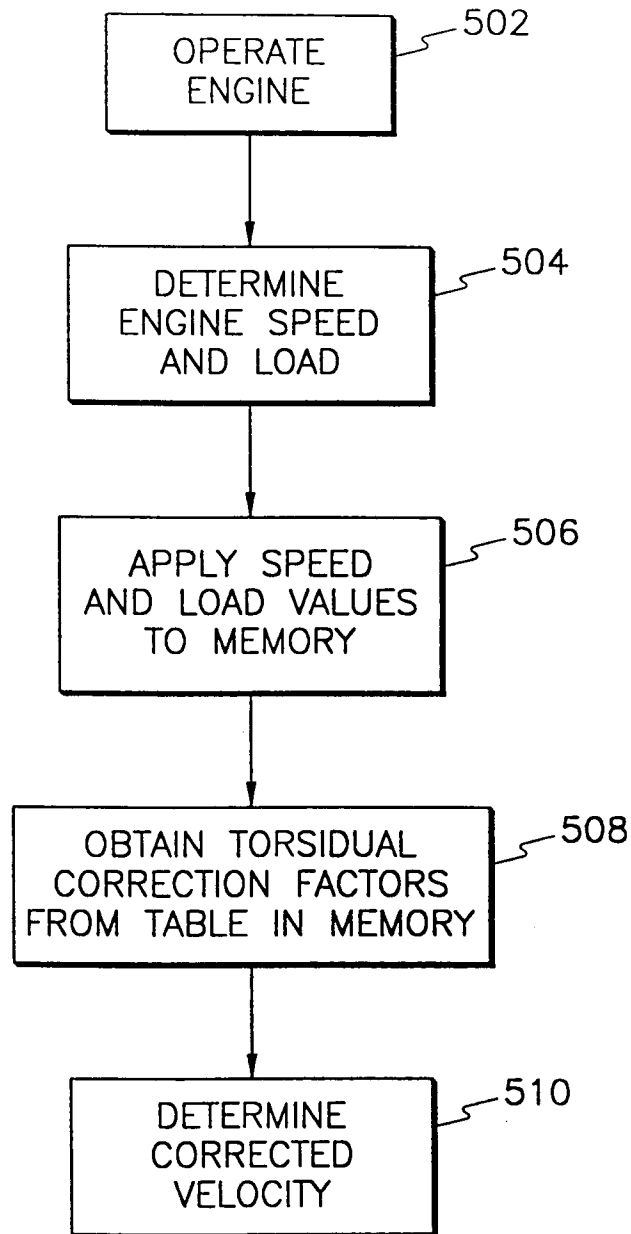 OPERATE
ENGINE
502
DETERMINE
ENGINE SPEED
AND LOAD
504
APPLY SPEED
AND LOAD VALUES
TO MEMORY
506
OBTAIN TORSIDUAL
CORRECTION FACTORS
FROM TABLE IN MEMORY
508
DETERMINE
CORRECTED
VELOCITY
510